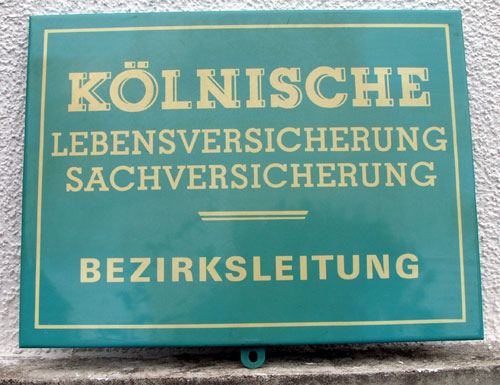 KÖLNISCHE
LEBENSVERSICHERUNG
SACHVERSICHERUNG
BEZIRKSLEITUNG